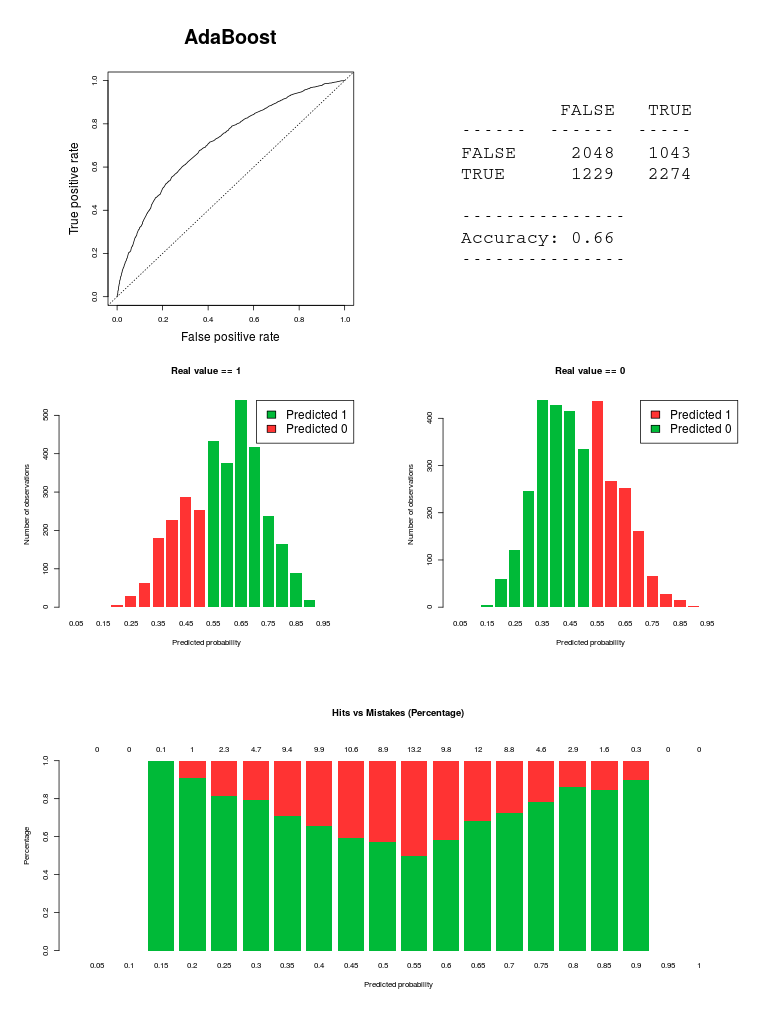 AdaBoost
1.0
0.8
0.6
0.4
0.2
0.0
True positive rate
0.0 0.2 0.4 0.6 0.8 1.0
False positive rate
FALSE TRUE
------ ------ -----
FALSE 2048 1043
TRUE 1229 2274
---------------
Accuracy: 0.66
---------------
Real value == 1
Predicted 1
Predicted 0
500
400
300
200
100
0
Number of observations
0.05 0.15 0.25 0.35 0.45 0.55 0.65 0.75 0.85 0.95
Predicted probability
Real value == 0
Predicted 1
Predicted 0
400
300
200
100
0
Number of observations
0.05 0.15 0.25 0.35 0.45 0.55 0.65 0.75 0.85 0.95
Predicted probability
Hits vs Mistakes (Percentage)
0 0 0.1 1 2.3 4.7 9.4 9.9 10.6 8.9 13.2 9.8 12 8.8 4.6 2.9 1.6 0.3 0 0
1.0
0.8
0.6
0.4
0.2
0.0
Percentage
0.05 0.1 0.15 0.2 0.25 0.3 0.35 0.4 0.45 0.5 0.55 0.6 0.65 0.7 0.75 0.8 0.85 0.9 0.95 1
Predicted probability